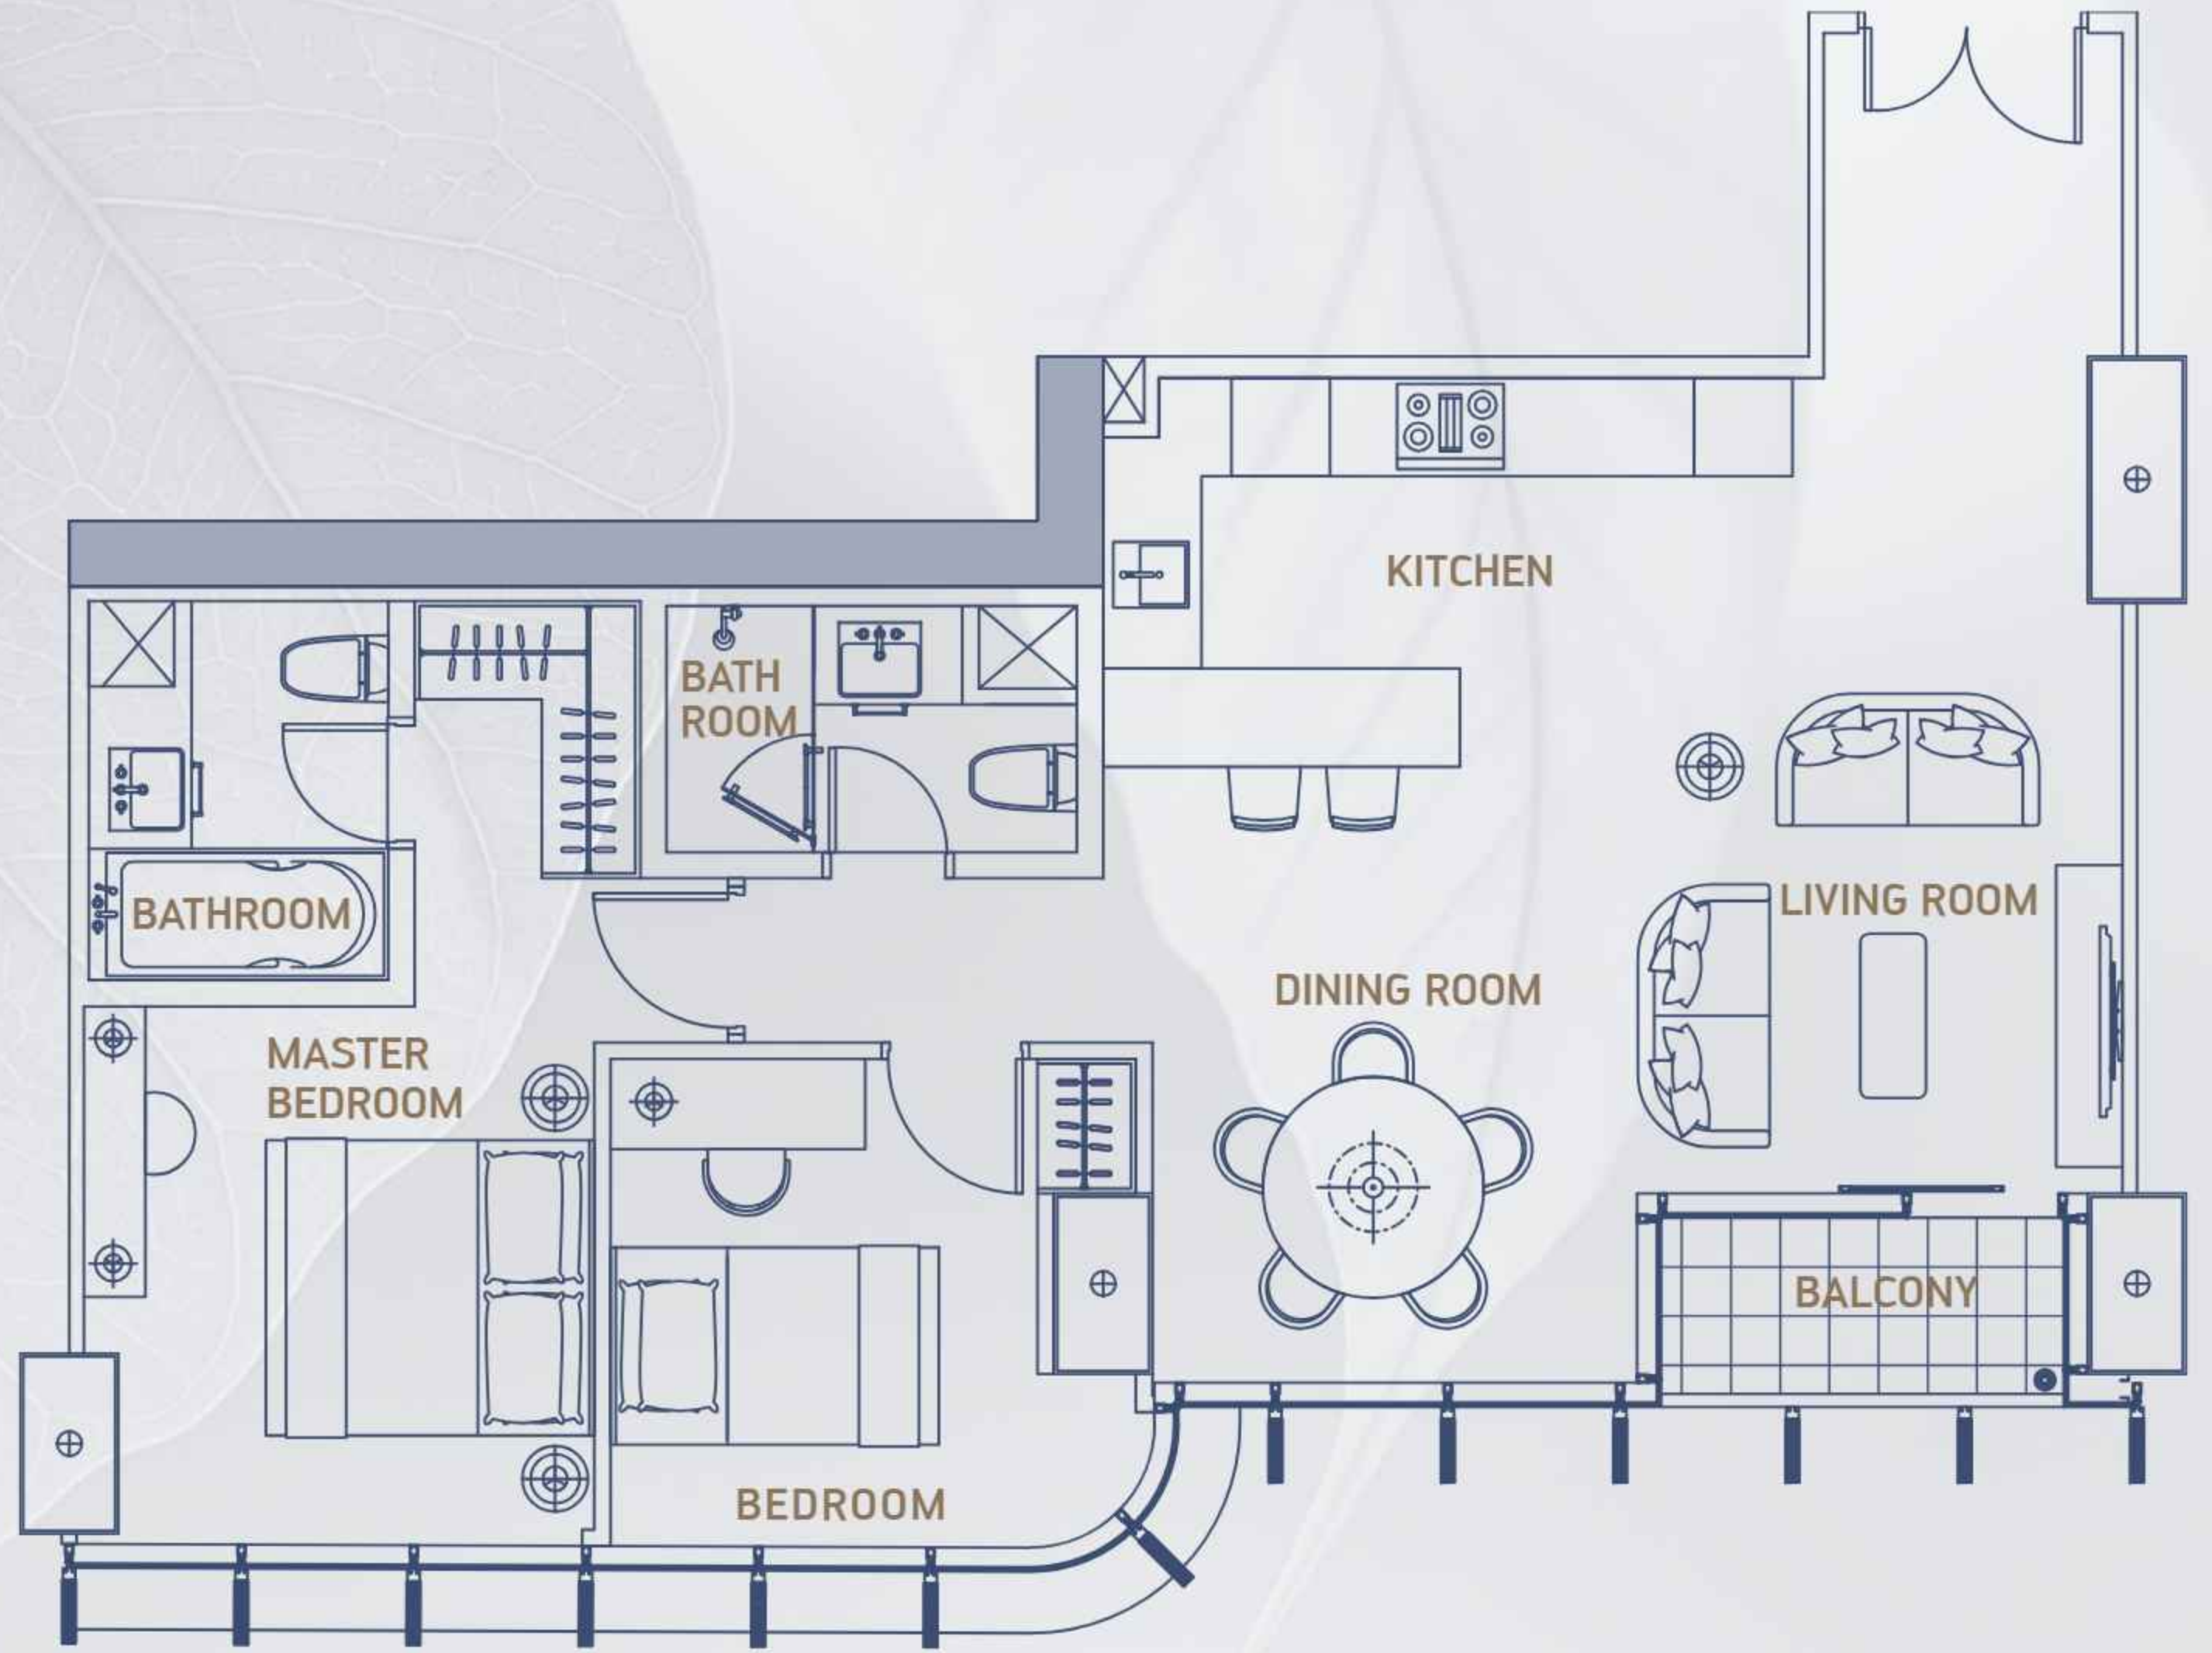 KITCHEN
BATH
ROOM
LIVING ROOM
BATHROOM
DINING ROOM
MASTER
BEDROOM
BALCONY
BEDROOM